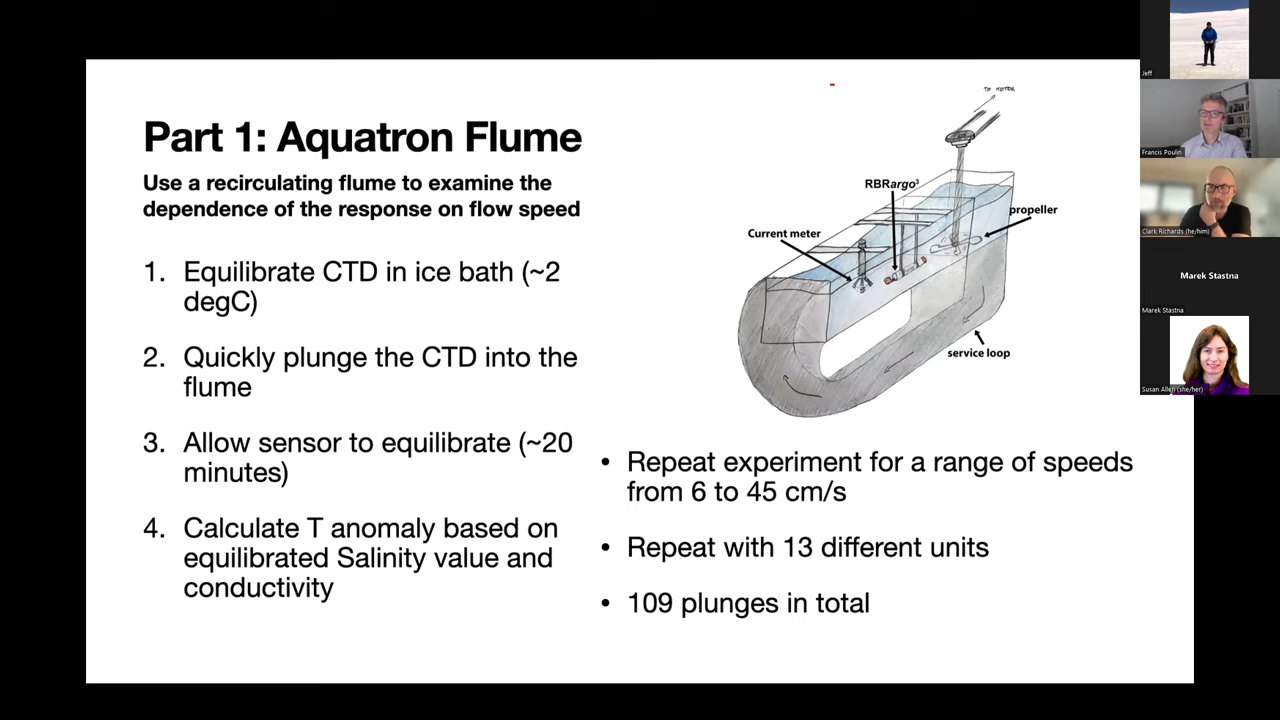 Part 1: Aquatron Flume
Use a recirculating flume to examine the
dependence of the response on flow speed
1. Equilibrate CTD in ice bath (~2
degC)
2. Quickly plunge the CTD into the
flume
3. Allow sensor to equilibrate (~20
minutes)
4. Calculate T anomaly based on
equilibrated Salinity value and
conductivity
TO MOTOR
RBRargo³
propeller
Current meter
service loop
• Repeat experiment for a range of speeds
from 6 to 45 cm/s
• Repeat with 13 different units
• 109 plunges in total
Jeff
Francis Poulin
Clark Richards (he/him)
Marek Stastna
Marek Stastna
Susan Allen (she/her)